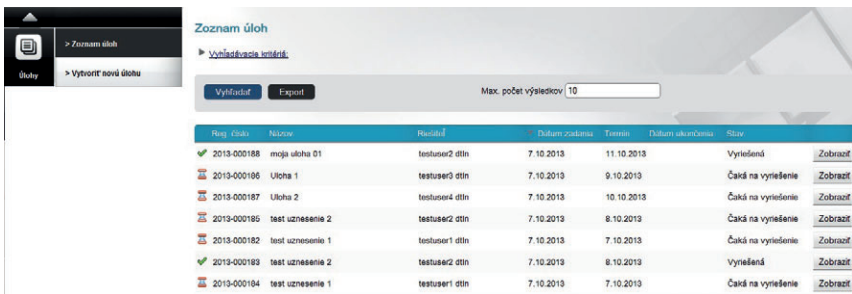 Zoznam úloh
> Zoznam úloh
Vyhľadávacie kritériá:
Úlohy
> Vytvoriť novú úlohu
Vyhľadať Export Max. počet výsledkov 10
Reg. číslo Názov Riešiteľ Dátum zadania Termín Dátum ukončenia Stav
2013-000188 moja uloha 01 testuser2 dtln 7.10.2013 11.10.2013 Vyriešená Zobraziť
2013-000186 Uloha 1 testuser3 dtln 7.10.2013 9.10.2013 Čaká na vyriešenie Zobraziť
2013-000187 Uloha 2 testuser4 dtln 7.10.2013 10.10.2013 Čaká na vyriešenie Zobraziť
2013-000185 test uznesenie 2 testuser2 dtln 7.10.2013 8.10.2013 Čaká na vyriešenie Zobraziť
2013-000182 test uznesenie 1 testuser1 dtln 7.10.2013 7.10.2013 Čaká na vyriešenie Zobraziť
2013-000183 test uznesenie 2 testuser2 dtln 7.10.2013 8.10.2013 Vyriešená Zobraziť
2013-000184 test uznesenie 1 testuser1 dtln 7.10.2013 7.10.2013 Čaká na vyriešenie Zobraziť